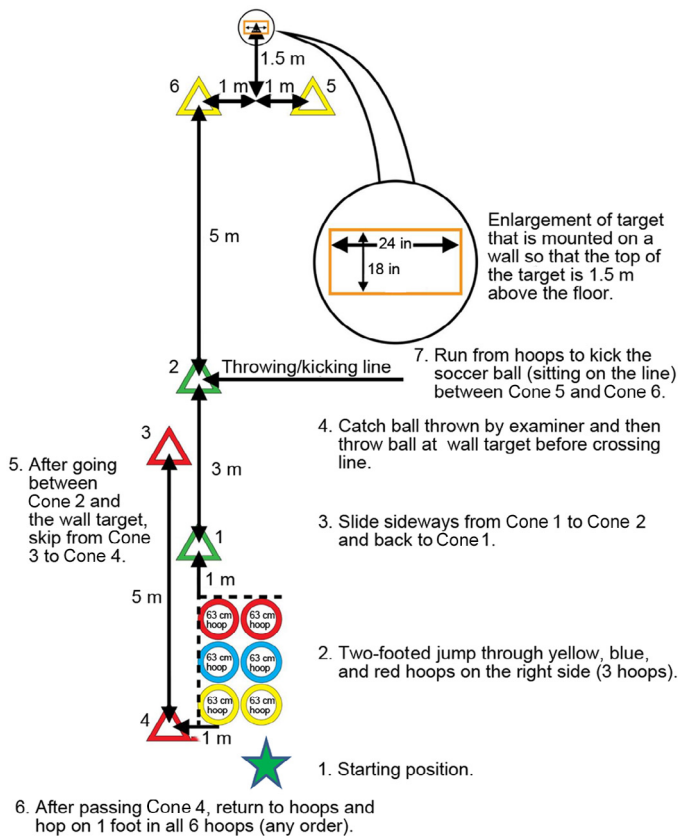 1.5 m
6
1 m
1 m
5
5 m
24 in
18 in
Enlargement of target
that is mounted on a
wall so that the top of
the target is 1.5 m
above the floor.
2
Throwing/kicking line
7. Run from hoops to kick the
soccer ball (sitting on the line)
between Cone 5 and Cone 6.
3
4. Catch ball thrown by examiner and then
throw ball at wall target before crossing
line.
5. After going
between
Cone 2 and
the wall target,
skip from Cone
3 to Cone 4.
3 m
3. Slide sideways from Cone 1 to Cone 2
and back to Cone 1.
1
1 m
5 m
63 cm
hoop
63 cm
hoop
63 cm
hoop
63 cm
hoop
63 cm
hoop
63 cm
hoop
2. Two-footed jump through yellow, blue,
and red hoops on the right side (3 hoops).
4
1 m
1. Starting position.
6. After passing Cone 4, return to hoops and
hop on 1 foot in all 6 hoops (any order).